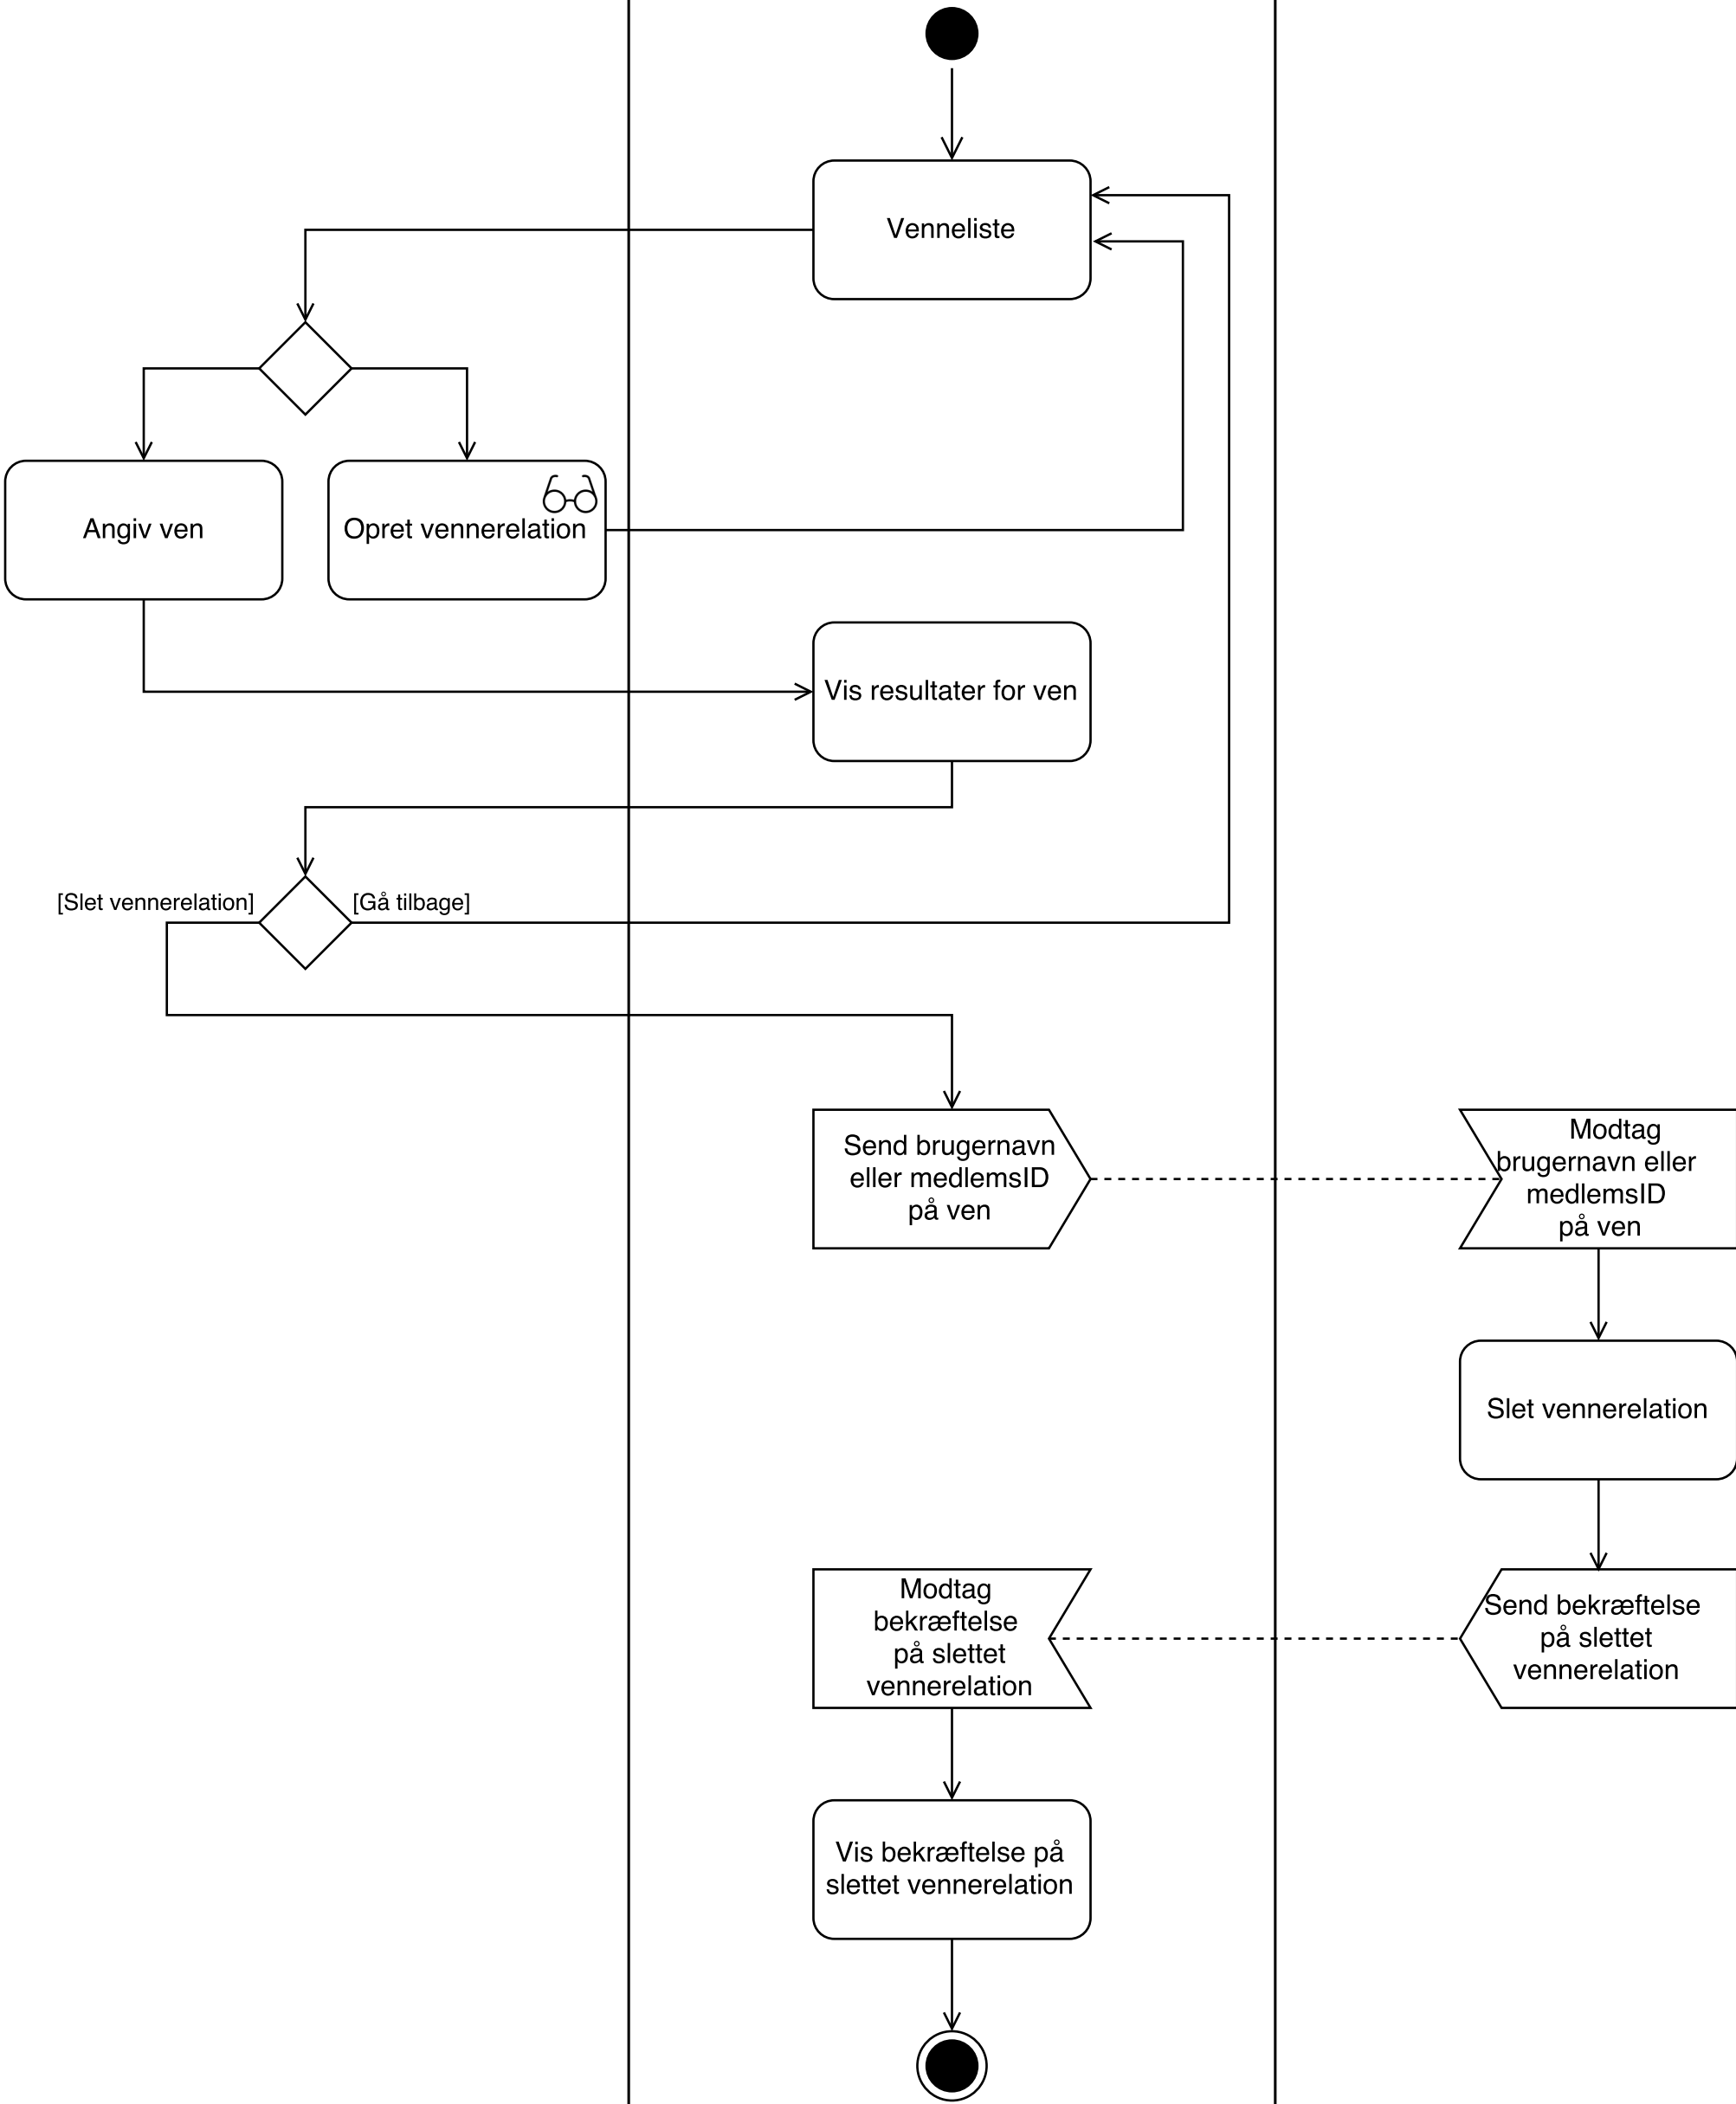 Venneliste
Angiv ven
Opret vennerelation
Vis resultater for ven
[Slet vennerelation]
[Gå tilbage]
Send brugernavn
eller medlemsID
på ven
Modtag
brugernavn eller
medlemsID
på ven
Slet vennerelation
Modtag
bekræftelse
på slettet
vennerelation
Send bekræftelse
på slettet
vennerelation
Vis bekræftelse på
slettet vennerelation